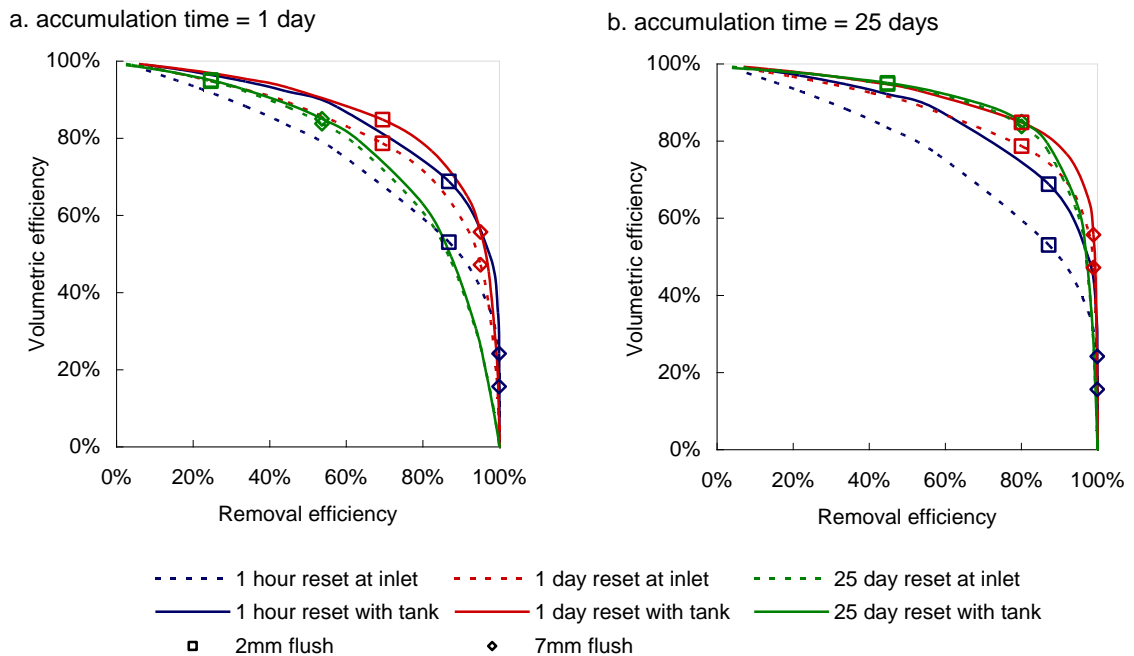 a. accumulation time = 1 day
100%
80%
60%
40%
20%
0%
Volumetric efficiency
0% 20% 40% 60% 80% 100%
Removal efficiency
b. accumulation time = 25 days
100%
80%
60%
40%
20%
0%
Volumetric efficiency
0% 20% 40% 60% 80% 100%
Removal efficiency
1 hour reset at inlet 1 day reset at inlet 25 day reset at inlet
1 hour reset with tank 1 day reset with tank 25 day reset with tank
2mm flush 7mm flush